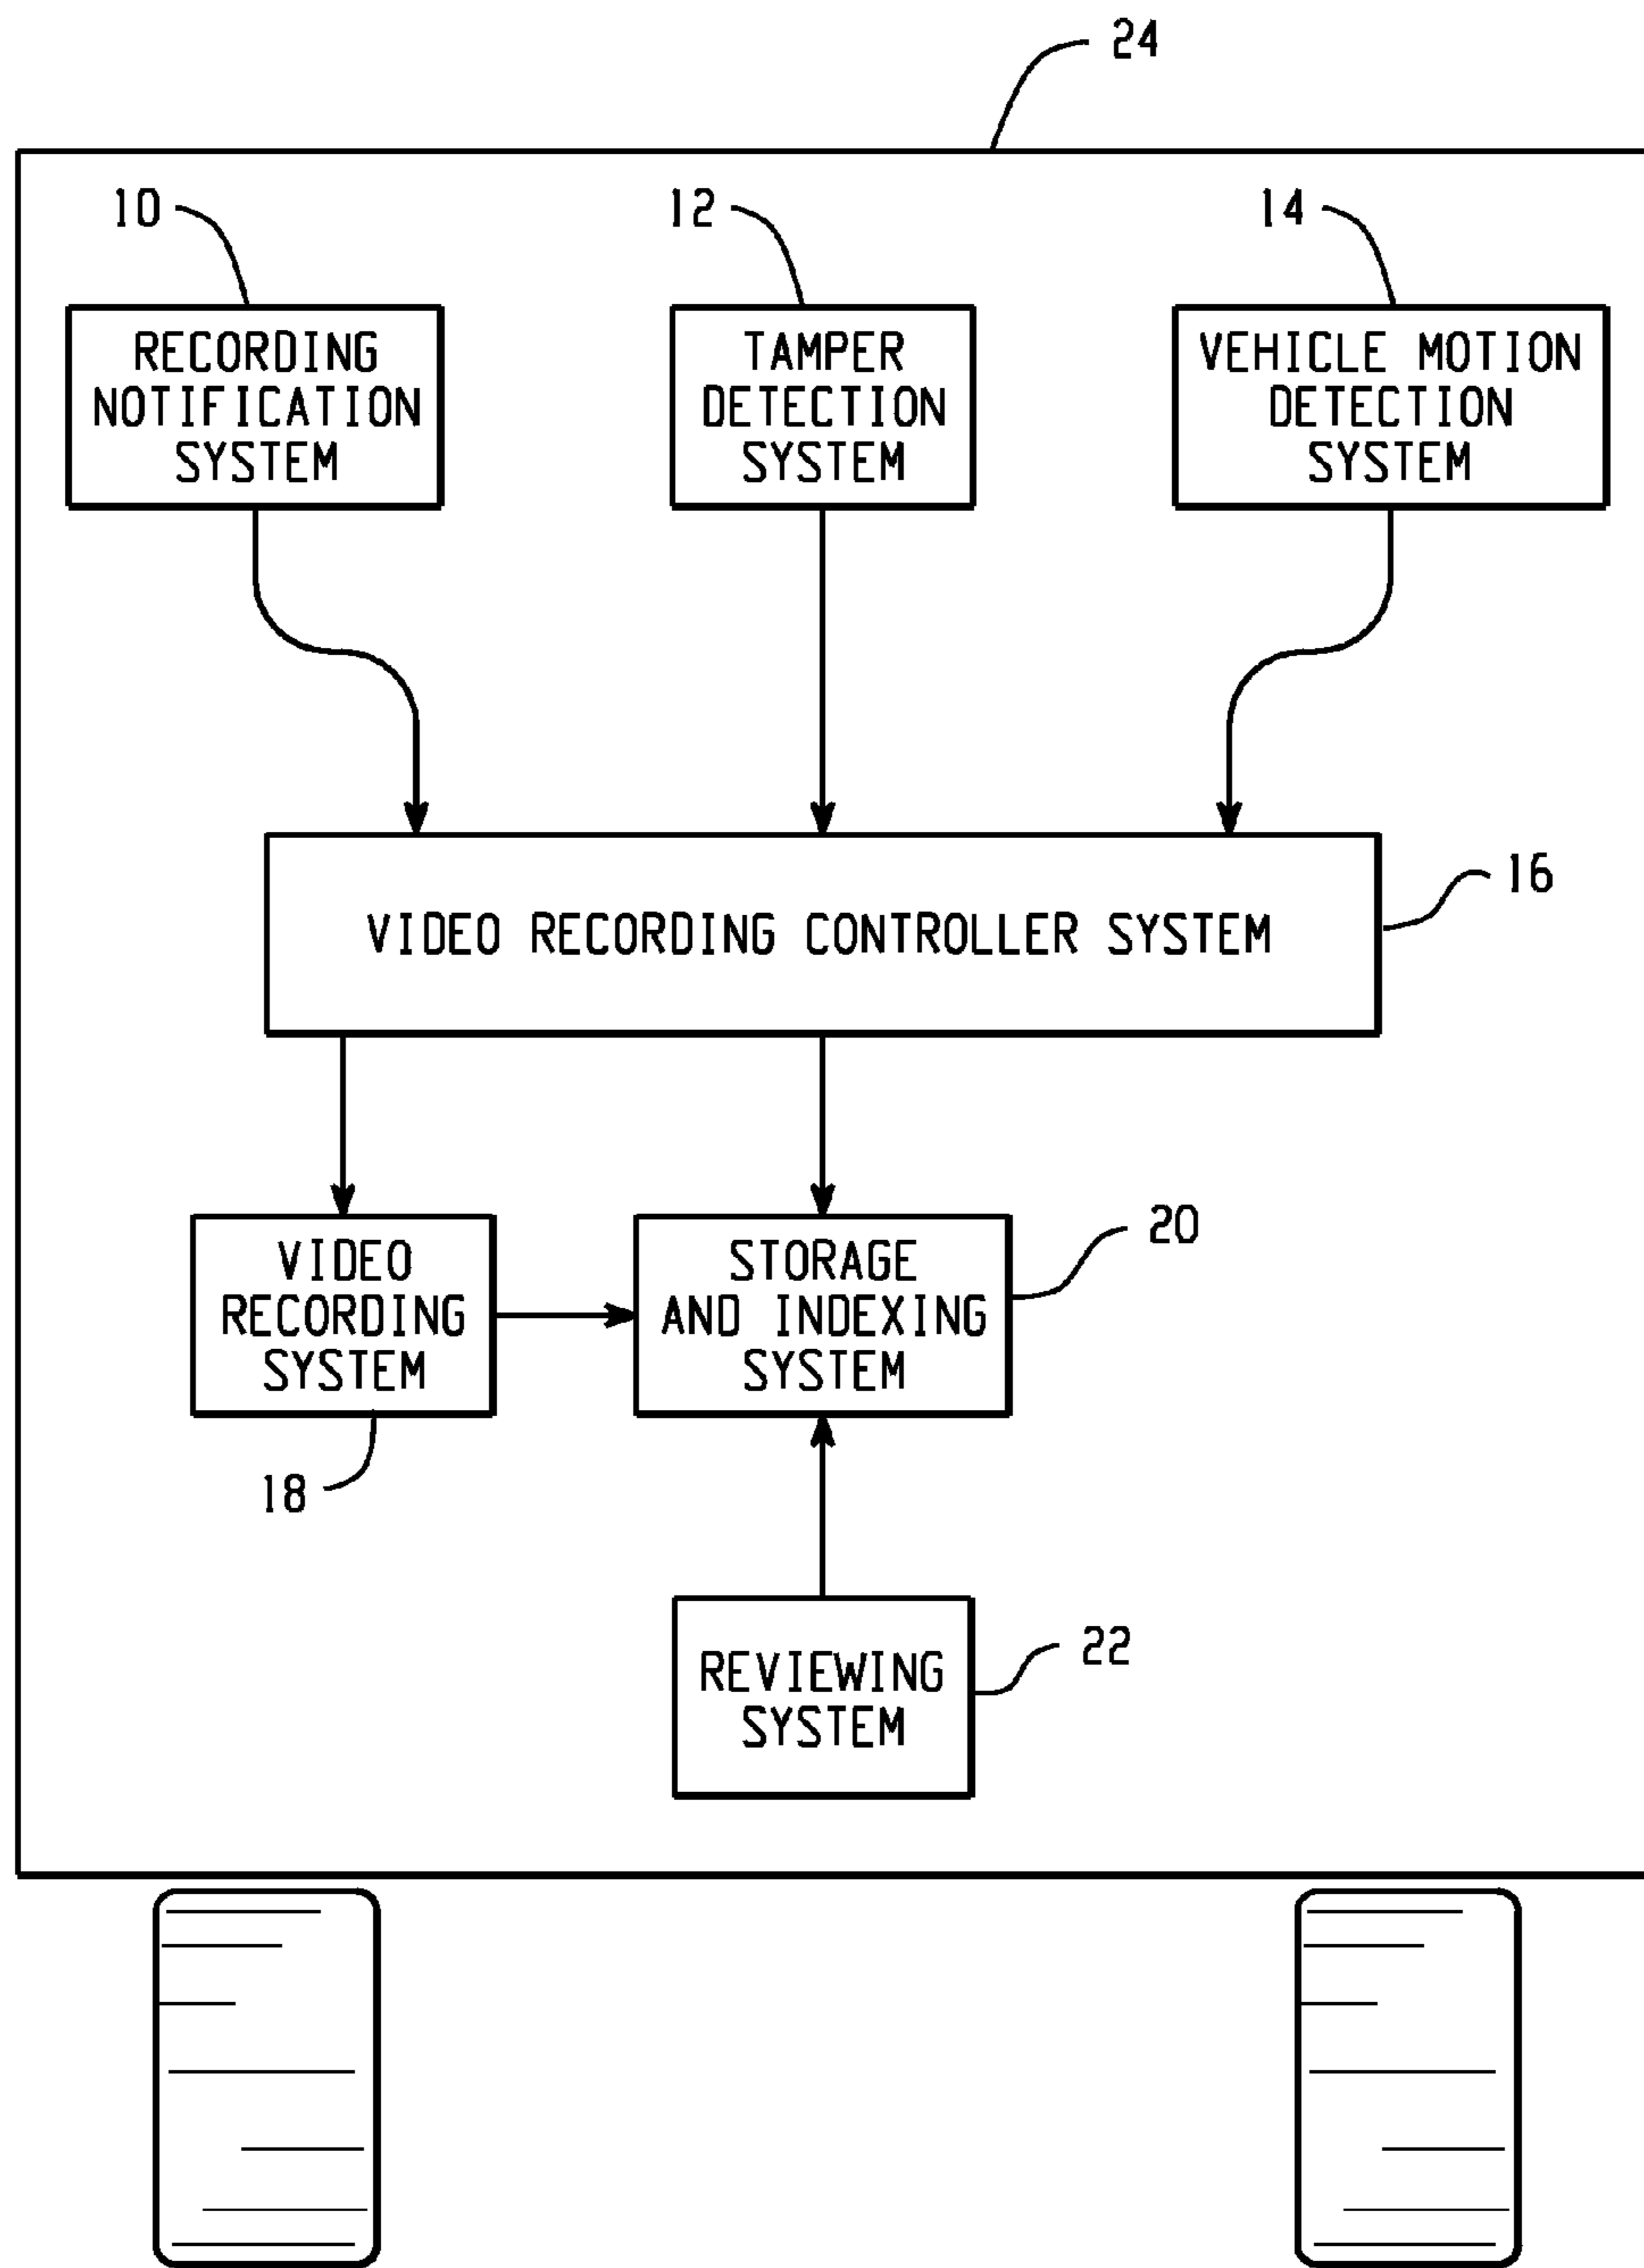 24
10
12
14
RECORDING
NOTIFICATION
SYSTEM
TAMPER
DETECTION
SYSTEM
VEHICLE MOTION
DETECTION
SYSTEM
16
VIDEO RECORDING CONTROLLER SYSTEM
20
VIDEO
RECORDING
SYSTEM
STORAGE
AND INDEXING
SYSTEM
18
22
REVIEWING
SYSTEM